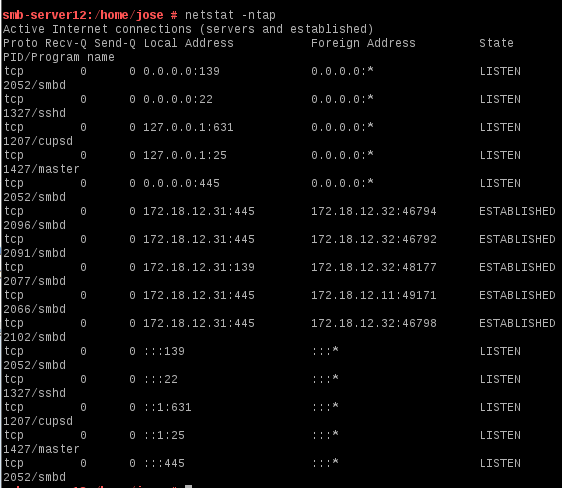 smb-server12:/home/jose # netstat -ntap
Active Internet connections (servers and established)
Proto Recv-Q Send-Q Local Address           Foreign Address         State
PID/Program name
tcp        0      0 0.0.0.0:139             0.0.0.0:*               LISTEN
2052/smbd
tcp        0      0 0.0.0.0:22              0.0.0.0:*               LISTEN
1327/sshd
tcp        0      0 127.0.0.1:631           0.0.0.0:*               LISTEN
1207/cupsd
tcp        0      0 127.0.0.1:25            0.0.0.0:*               LISTEN
1427/master
tcp        0      0 0.0.0.0:445             0.0.0.0:*               LISTEN
2052/smbd
tcp        0      0 172.18.12.31:445        172.18.12.32:46794      ESTABLISHED
2096/smbd
tcp        0      0 172.18.12.31:445        172.18.12.32:46792      ESTABLISHED
2091/smbd
tcp        0      0 172.18.12.31:139        172.18.12.32:48177      ESTABLISHED
2077/smbd
tcp        0      0 172.18.12.31:445        172.18.12.11:49171      ESTABLISHED
2066/smbd
tcp        0      0 172.18.12.31:445        172.18.12.32:46798      ESTABLISHED
2102/smbd
tcp        0      0 :::139                  :::*                    LISTEN
2052/smbd
tcp        0      0 :::22                   :::*                    LISTEN
1327/sshd
tcp        0      0 ::1:631                 :::*                    LISTEN
1207/cupsd
tcp        0      0 ::1:25                  :::*                    LISTEN
1427/master
tcp        0      0 :::445                  :::*                    LISTEN
2052/smbd